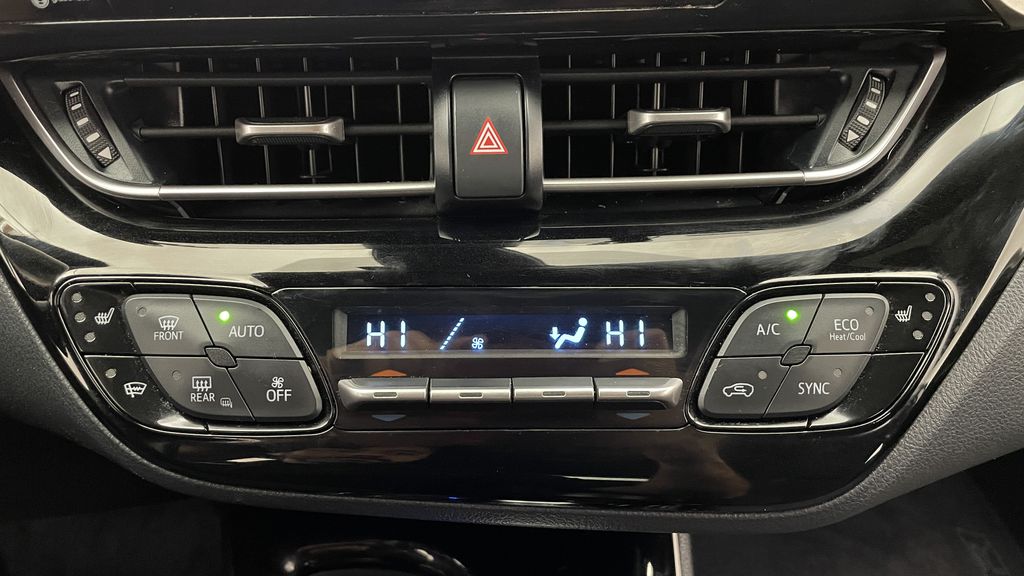 FRONT
AUTO
REAR
OFF
HI
HI
A/C
ECO
Heat/Cool
SYNC